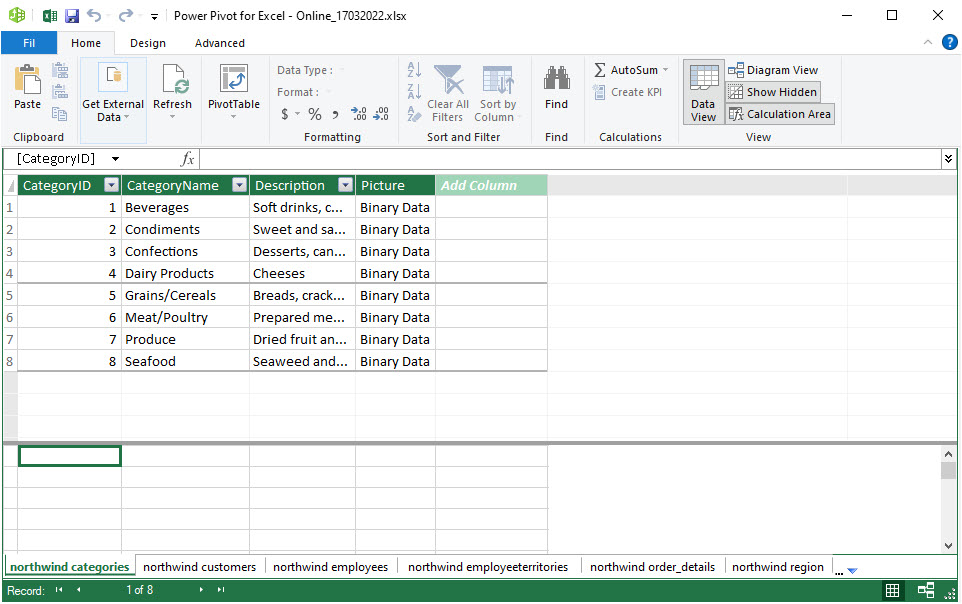 Power Pivot for Excel - Online_17032022.xlsx
Fil Home Design Advanced
Paste
Clipboard
Get External Data
Refresh
PivotTable
Data Type :
Format :
$ % , .00 .00
Formatting
Clear All Filters
Sort by Column
Sort and Filter
Find
Find
AutoSum
Create KPI
Calculations
Data View
Diagram View
Show Hidden
Calculation Area
View
[CategoryID] fx
CategoryID CategoryName Description Picture Add Column
1 1 Beverages Soft drinks, c... Binary Data
2 2 Condiments Sweet and sa... Binary Data
3 3 Confections Desserts, can... Binary Data
4 4 Dairy Products Cheeses Binary Data
5 5 Grains/Cereals Breads, crack... Binary Data
6 6 Meat/Poultry Prepared me... Binary Data
7 7 Produce Dried fruit an... Binary Data
8 8 Seafood Seaweed and... Binary Data
northwind categories northwind customers northwind employees northwind employeeterritories northwind order_details northwind region ...
Record: 1 of 8